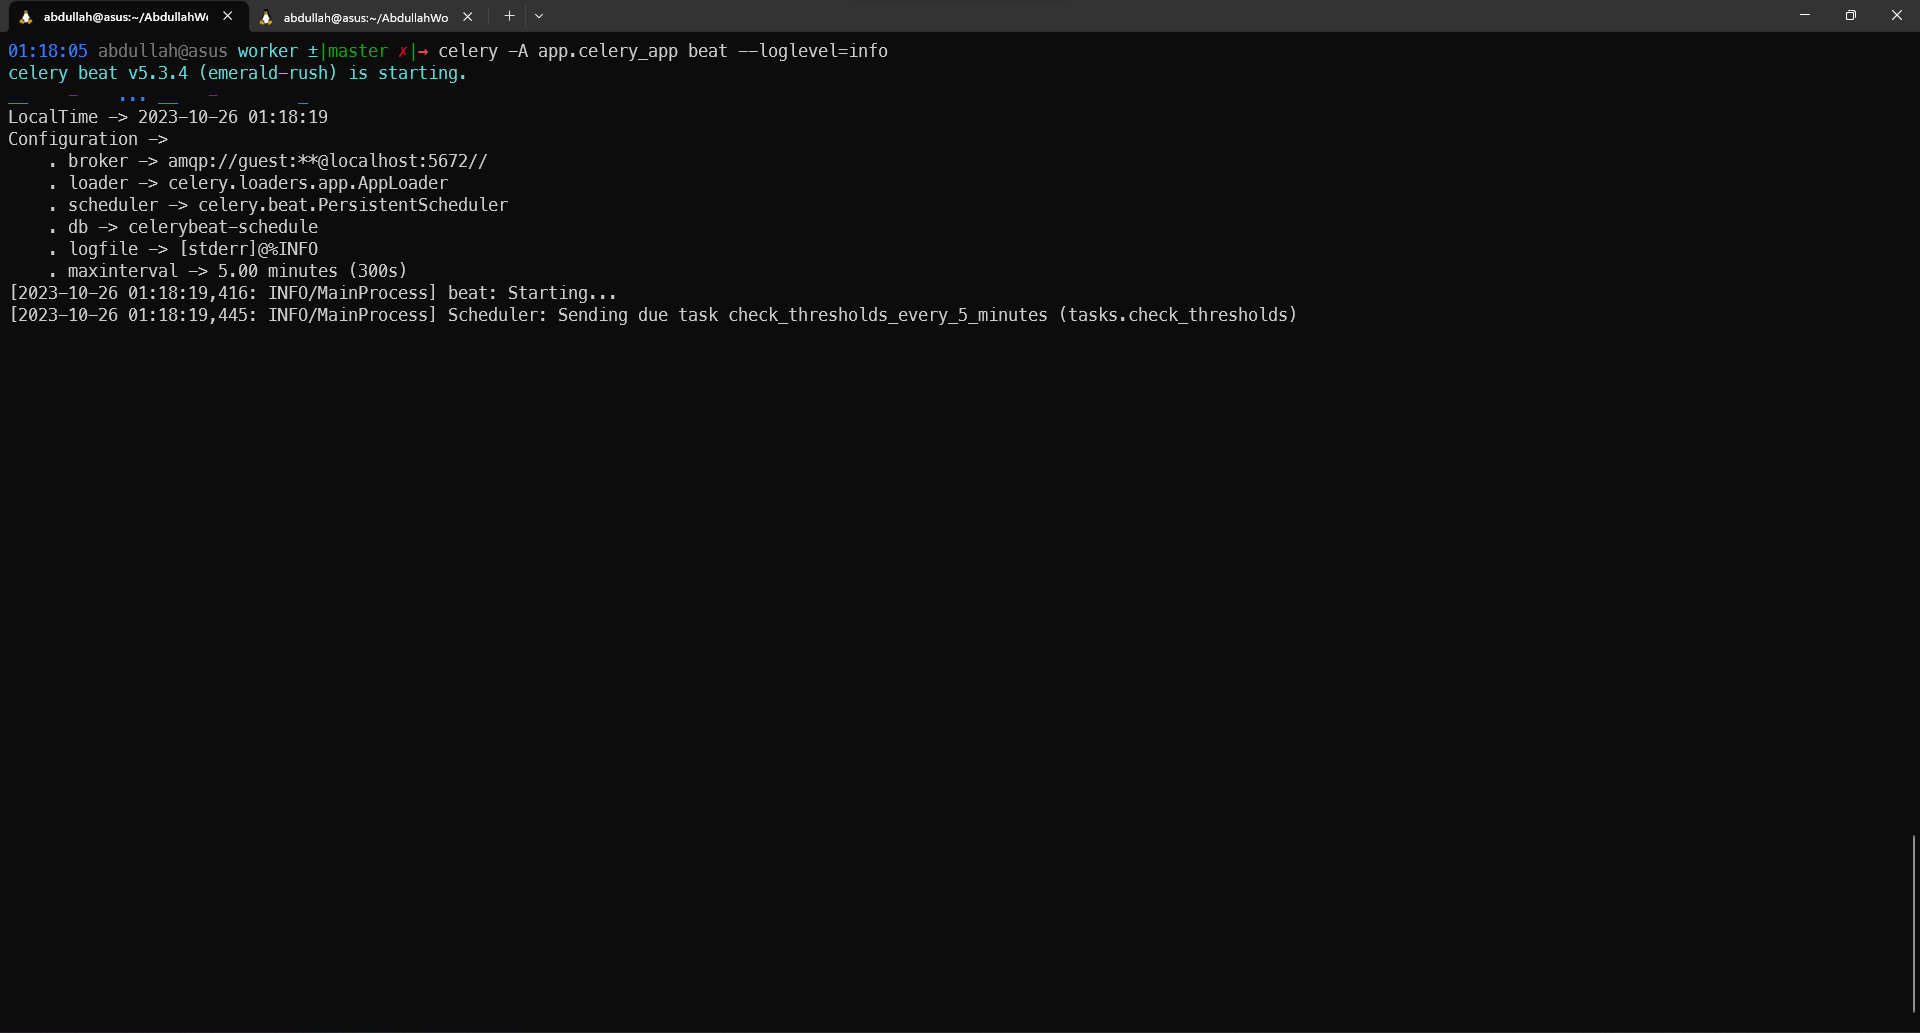 abdullah@asus:~/AbdullahWo
abdullah@asus:~/AbdullahWo
01:18:05 abdullah@asus worker ±|master ✗|→ celery -A app.celery_app beat --loglevel=info
celery beat v5.3.4 (emerald-rush) is starting.
__    -    ... __   -        _
LocalTime -> 2023-10-26 01:18:19
Configuration ->
    . broker -> amqp://guest:**@localhost:5672//
    . loader -> celery.loaders.app.AppLoader
    . scheduler -> celery.beat.PersistentScheduler
    . db -> celerybeat-schedule
    . logfile -> [stderr]@%INFO
    . maxinterval -> 5.00 minutes (300s)
[2023-10-26 01:18:19,416: INFO/MainProcess] beat: Starting...
[2023-10-26 01:18:19,445: INFO/MainProcess] Scheduler: Sending due task check_thresholds_every_5_minutes (tasks.check_thresholds)